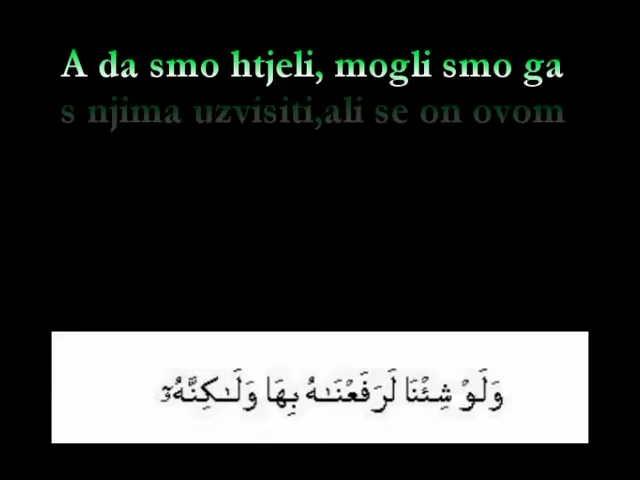 A da smo htjeli, mogli smo ga
s njima uzvisiti,ali se on ovom
وَلَوْ شِئْنَا لَرَفَعْنَـٰهُ بِهَا وَلَـٰكِنَّهُۥٓ